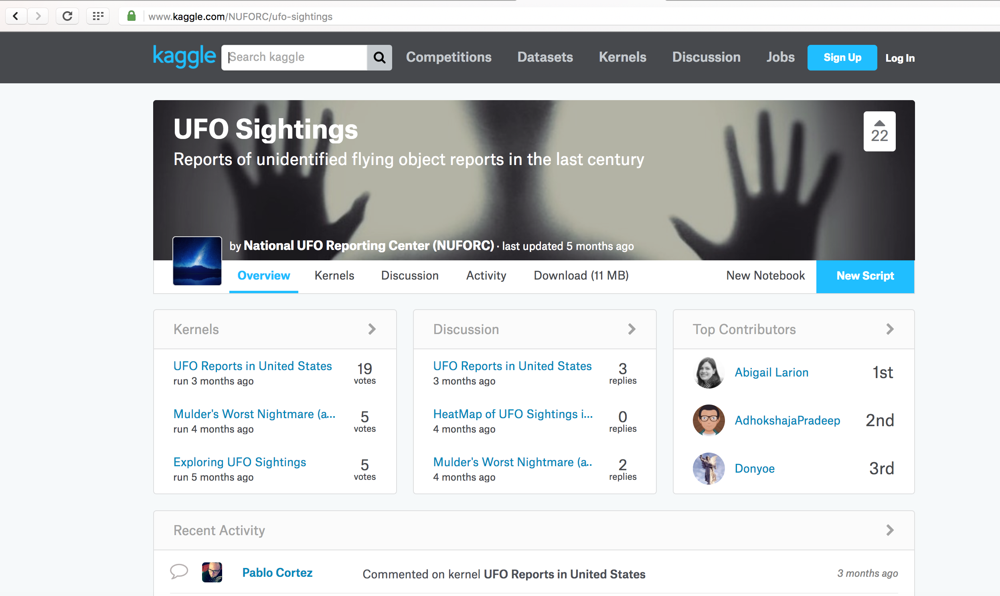 www.kaggle.com/NUFORC/ufo-sightings
kaggle
Search kaggle
Competitions
Datasets
Kernels
Discussion
Jobs
Sign Up
Log In
UFO Sightings
22
Reports of unidentified flying object reports in the last century
by National UFO Reporting Center (NUFORC) · last updated 5 months ago
Overview
Kernels
Discussion
Activity
Download (11 MB)
New Notebook
New Script
Kernels
UFO Reports in United States
run 3 months ago
19
votes
Mulder's Worst Nightmare (a...
run 4 months ago
5
votes
Exploring UFO Sightings
run 5 months ago
5
votes
Discussion
UFO Reports in United States
3 months ago
3
replies
HeatMap of UFO Sightings i...
4 months ago
0
replies
Mulder's Worst Nightmare (a..
4 months ago
2
replies
Top Contributors
Abigail Larion
1st
AdhokshajaPradeep
2nd
Donyoe
3rd
Recent Activity
Pablo Cortez
Commented on kernel UFO Reports in United States
3 months ago